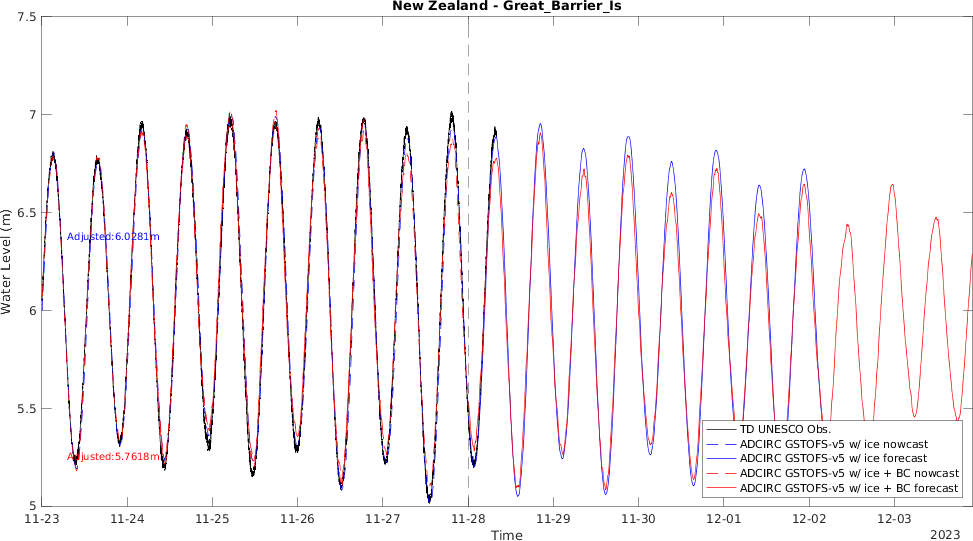 New Zealand - Great_Barrier_Is
7.5
7
6.5
6
5.5
5
Water Level (m)
Adjusted:6.0281m
Adjusted:5.7618m
TD UNESCO Obs.
ADCIRC GSTOFS-v5 w/ ice nowcast
ADCIRC GSTOFS-v5 w/ ice forecast
ADCIRC GSTOFS-v5 w/ ice + BC nowcast
ADCIRC GSTOFS-v5 w/ ice + BC forecast
11-23 11-24 11-25 11-26 11-27 11-28 11-29 11-30 12-01 12-02 12-03
Time
2023